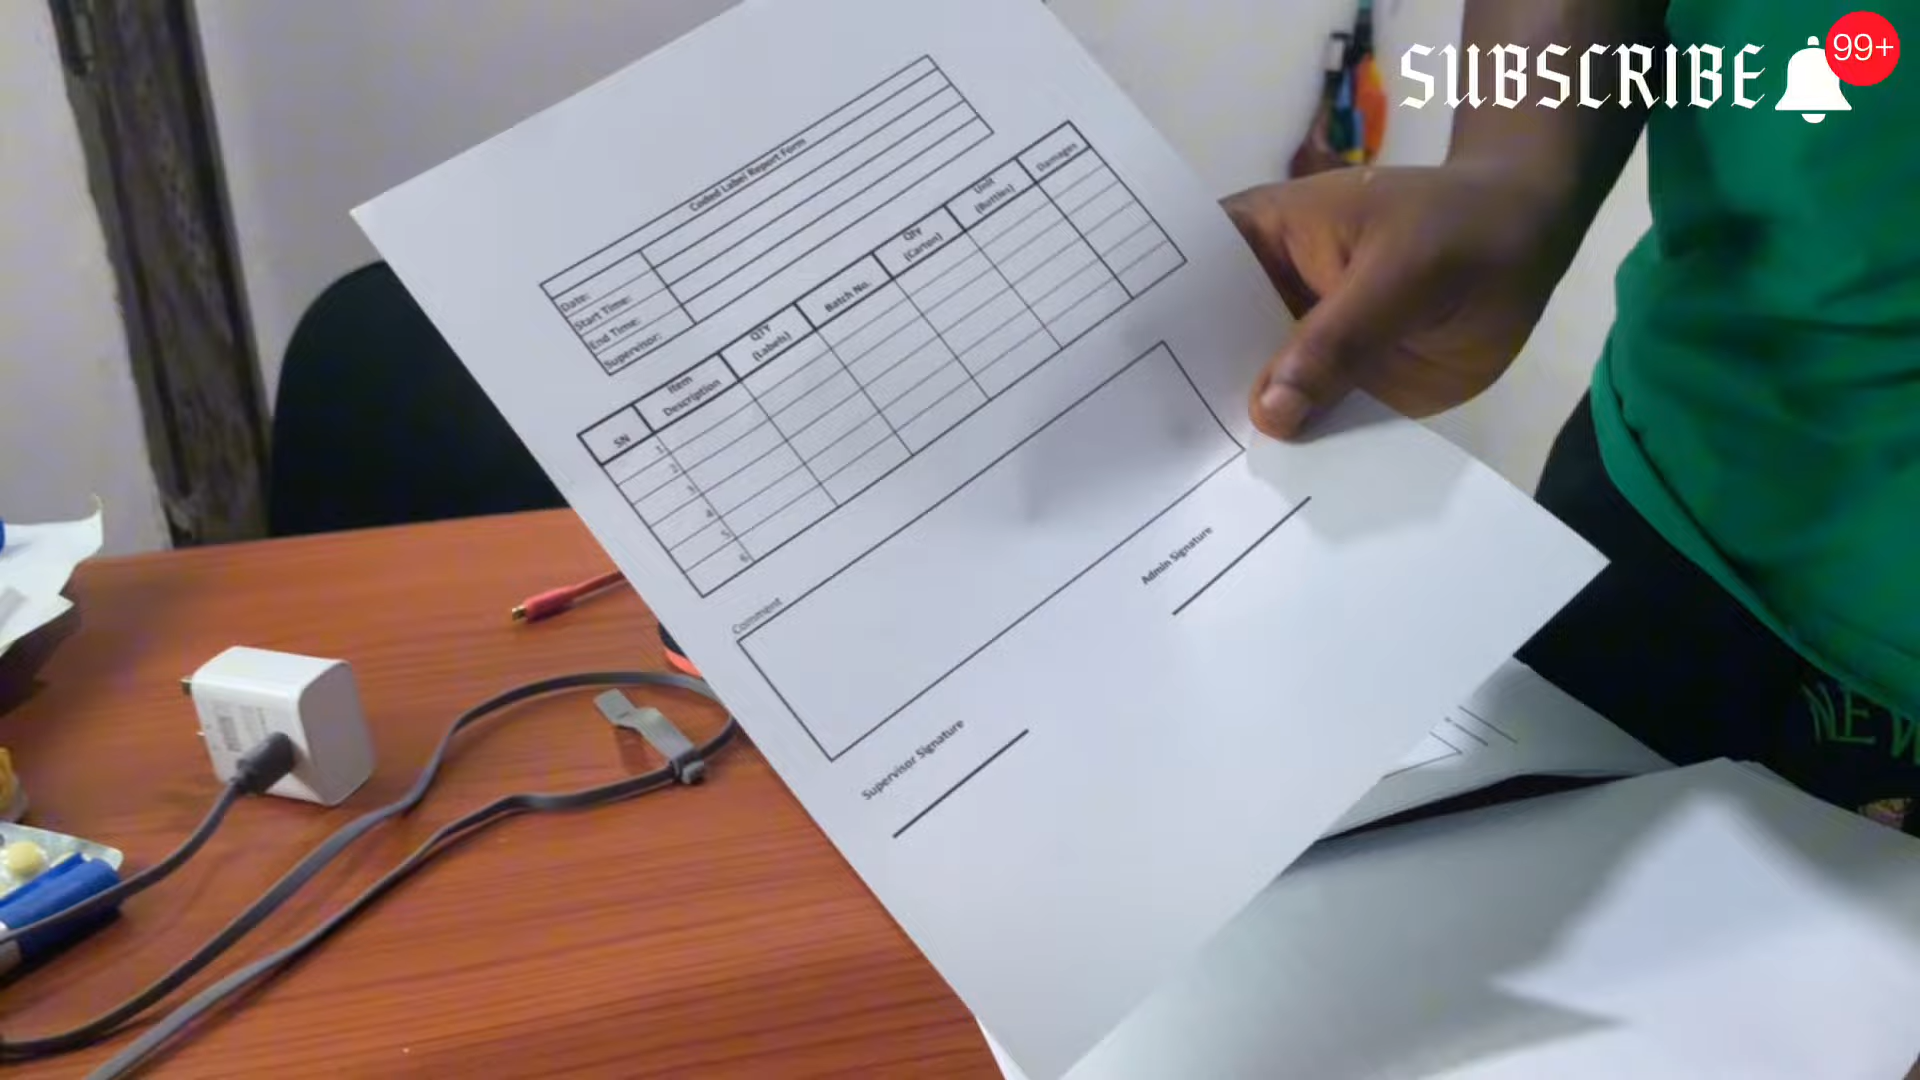 SUBSCRIBE 99+
Coded Label Report Form
Date:
Start Time:
End Time:
Supervisor:
SN Item Description QTY (Labels) Batch No. QTY (Carton) Unit (Bottles) Damages
1
2
3
4
5
6
Comment
Supervisor Signature Admin Signature
NEW